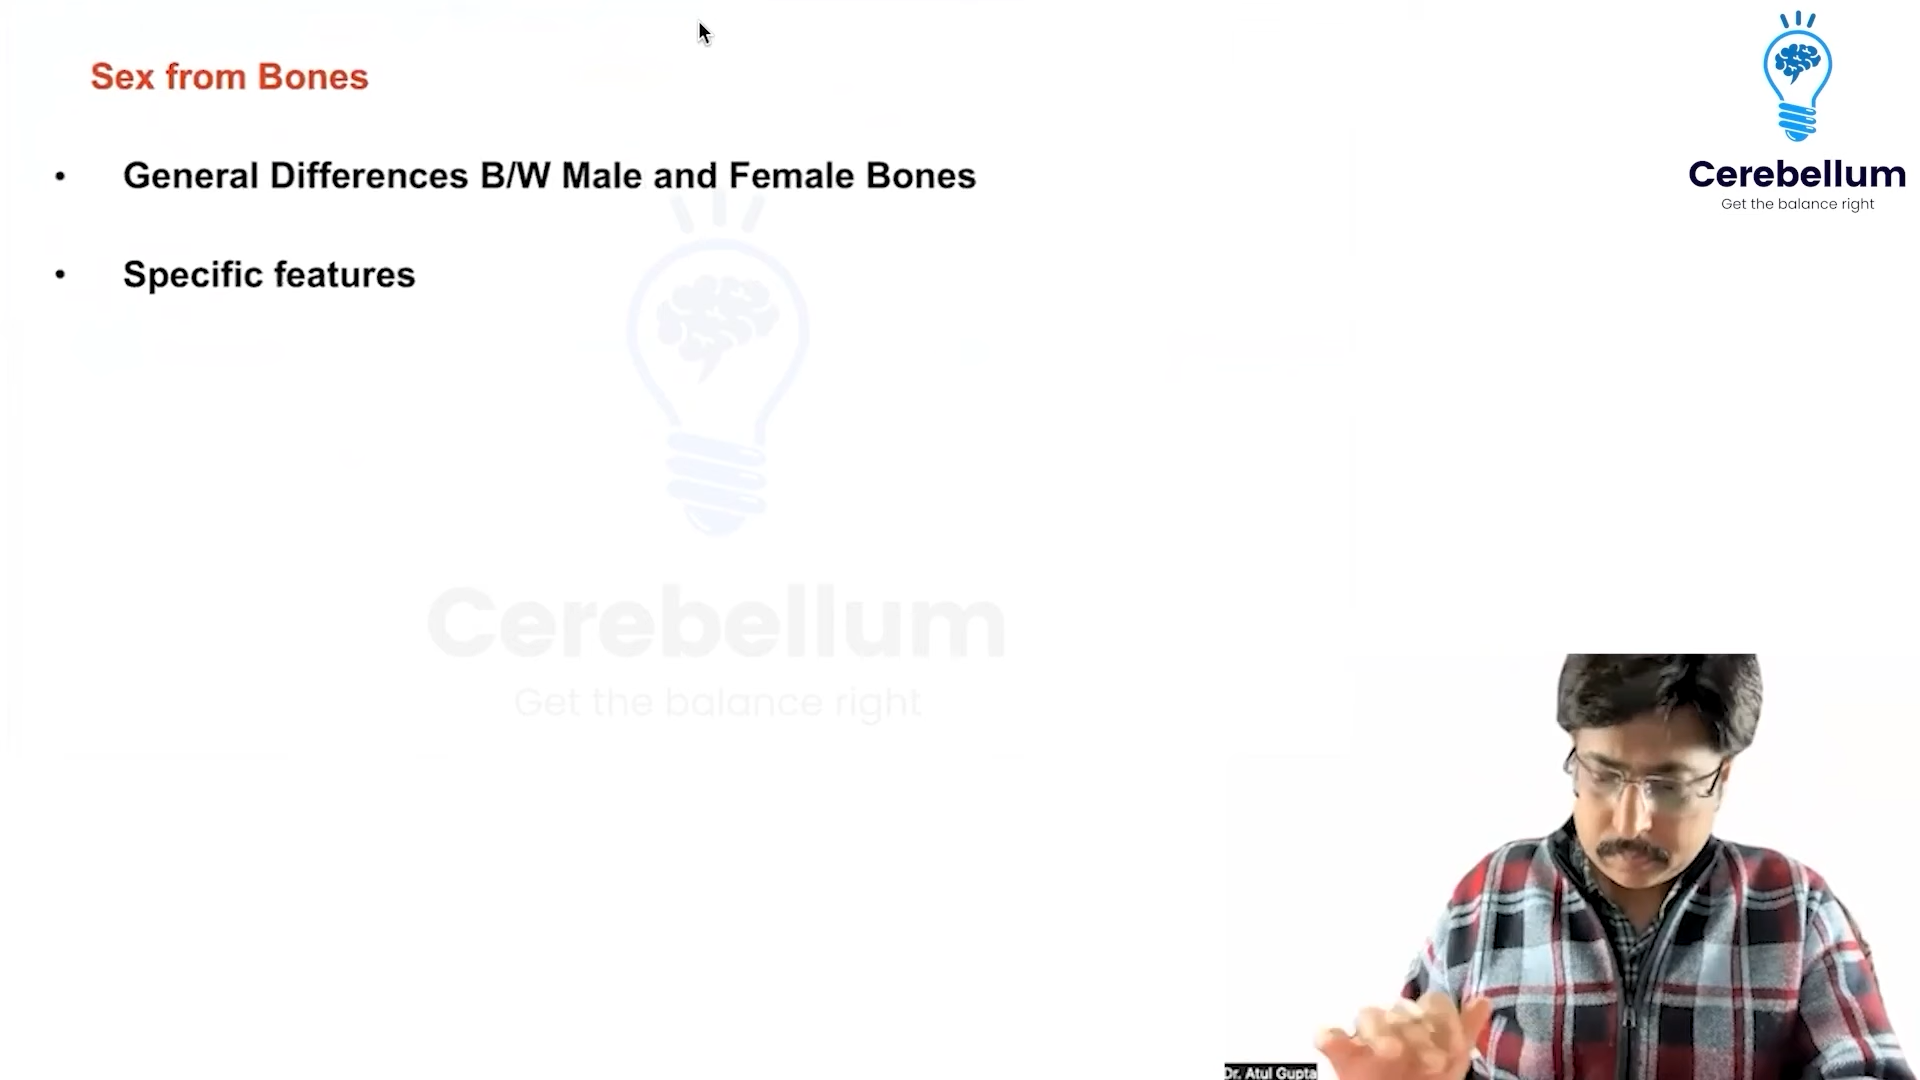 Sex from Bones
Cerebellum
Get the balance right
• General Differences B/W Male and Female Bones
• Specific features
Cerebellum
Get the balance right
Dr. Atul Gupta